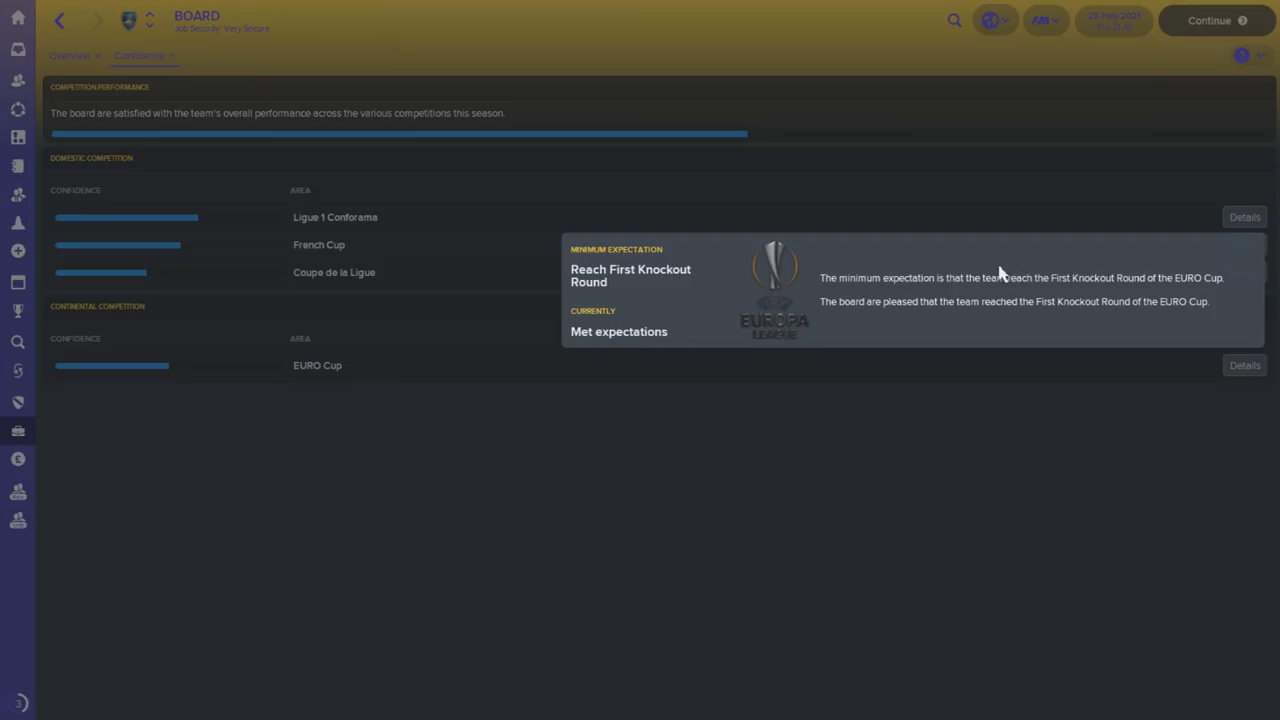 BOARD
Job Security: Very Secure
25 Feb 2021
Continue
Overview
Confidence
COMPETITION PERFORMANCE
The board are satisfied with the team's overall performance across the various competitions this season.
DOMESTIC COMPETITION
CONFIDENCE AREA
Ligue 1 Conforama Details
French Cup
Coupe de la Ligue
MINIMUM EXPECTATION
Reach First Knockout
Round
CURRENTLY
Met expectations
EUROPA
LEAGUE
The minimum expectation is that the team reach the First Knockout Round of the EURO Cup.
The board are pleased that the team reached the First Knockout Round of the EURO Cup.
CONTINENTAL COMPETITION
CONFIDENCE AREA
EURO Cup Details
3